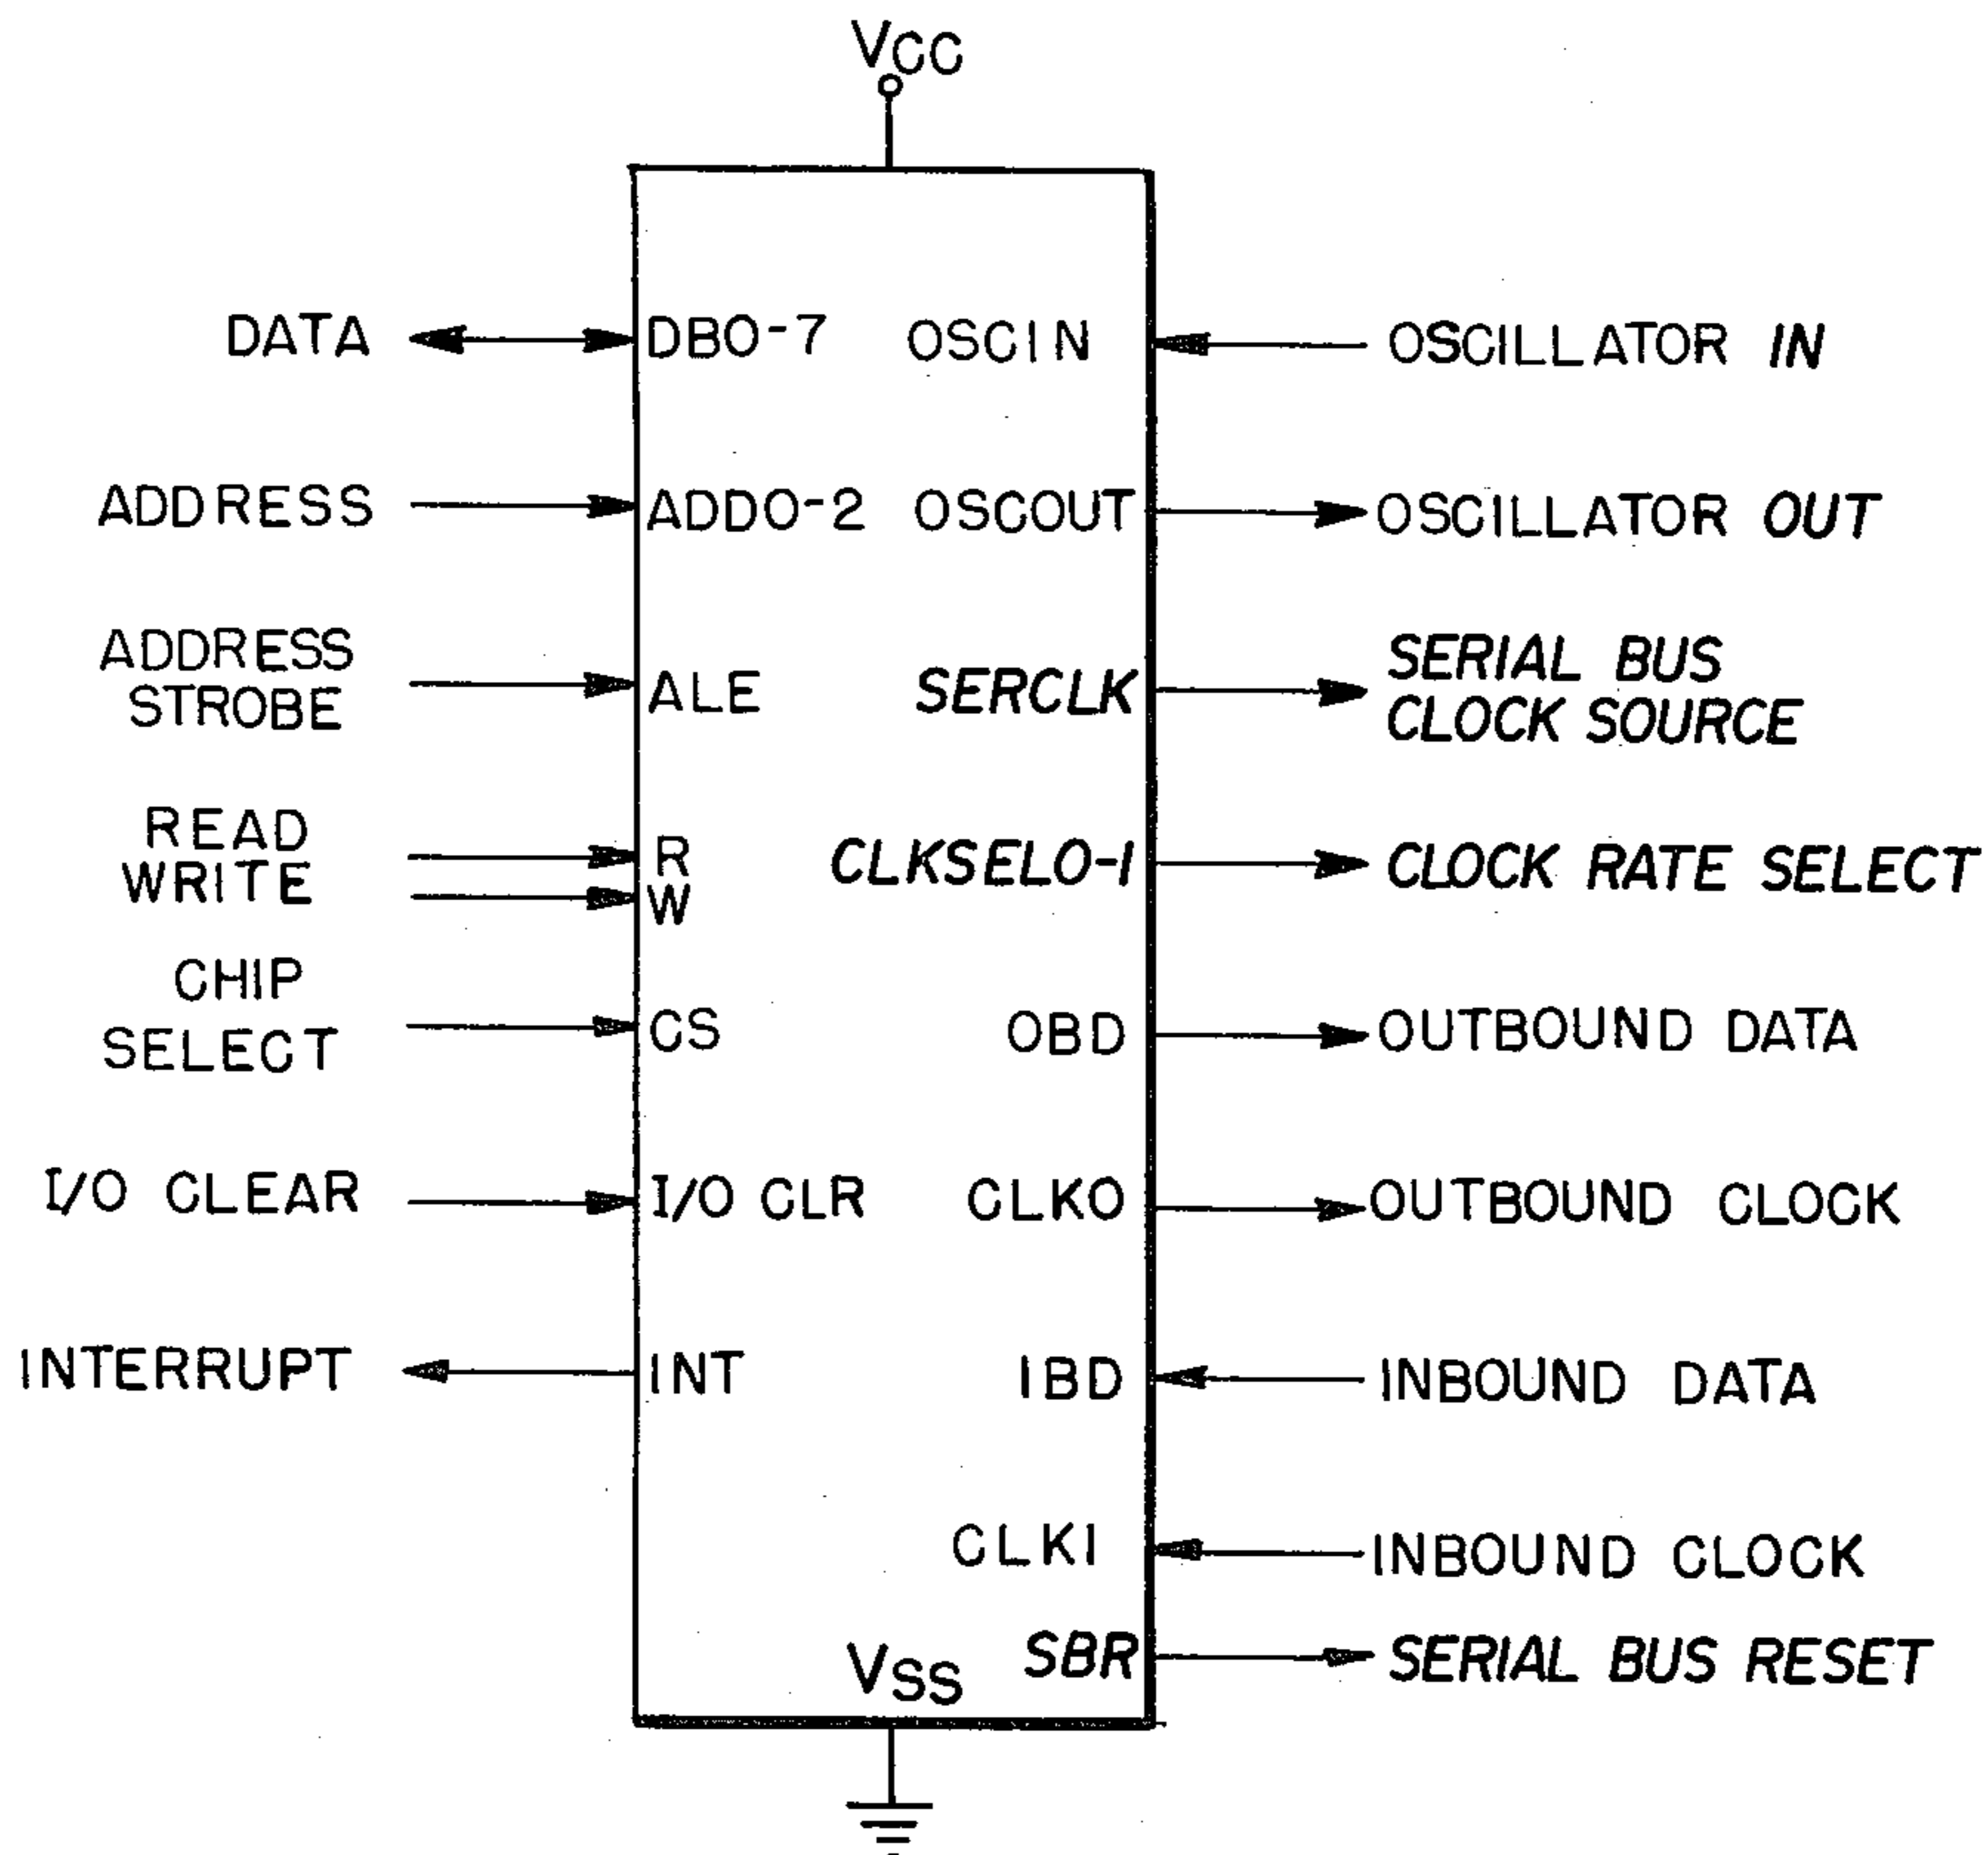 VCC
DATA DB0-7 OSCIN OSCILLATOR IN
ADDRESS ADD0-2 OSCOUT OSCILLATOR OUT
ADDRESS
STROBE ALE SERCLK SERIAL BUS
CLOCK SOURCE
READ
WRITE R
W CLKSEL0-1 CLOCK RATE SELECT
CHIP
SELECT CS OBD OUTBOUND DATA
I/O CLEAR I/O CLR CLKO OUTBOUND CLOCK
INTERRUPT INT IBD INBOUND DATA
CLKI INBOUND CLOCK
VSS SBR SERIAL BUS RESET